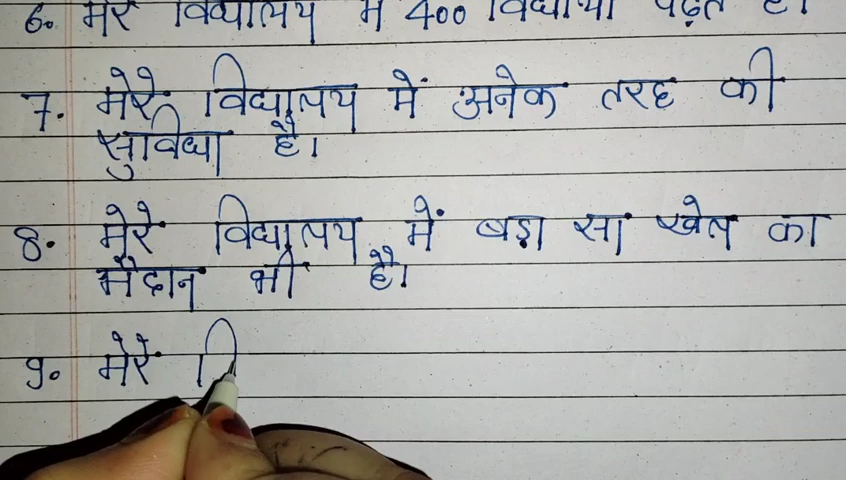 6. मेरे विद्यालय में 400 विद्यार्थी पढ़ते हैं।
7. मेरे विद्यालय में अनेक तरह की
सुविधा है।
8. मेरे विद्यालय में बड़ा सा खेल का
मैदान भी है।
9. मेरे वि